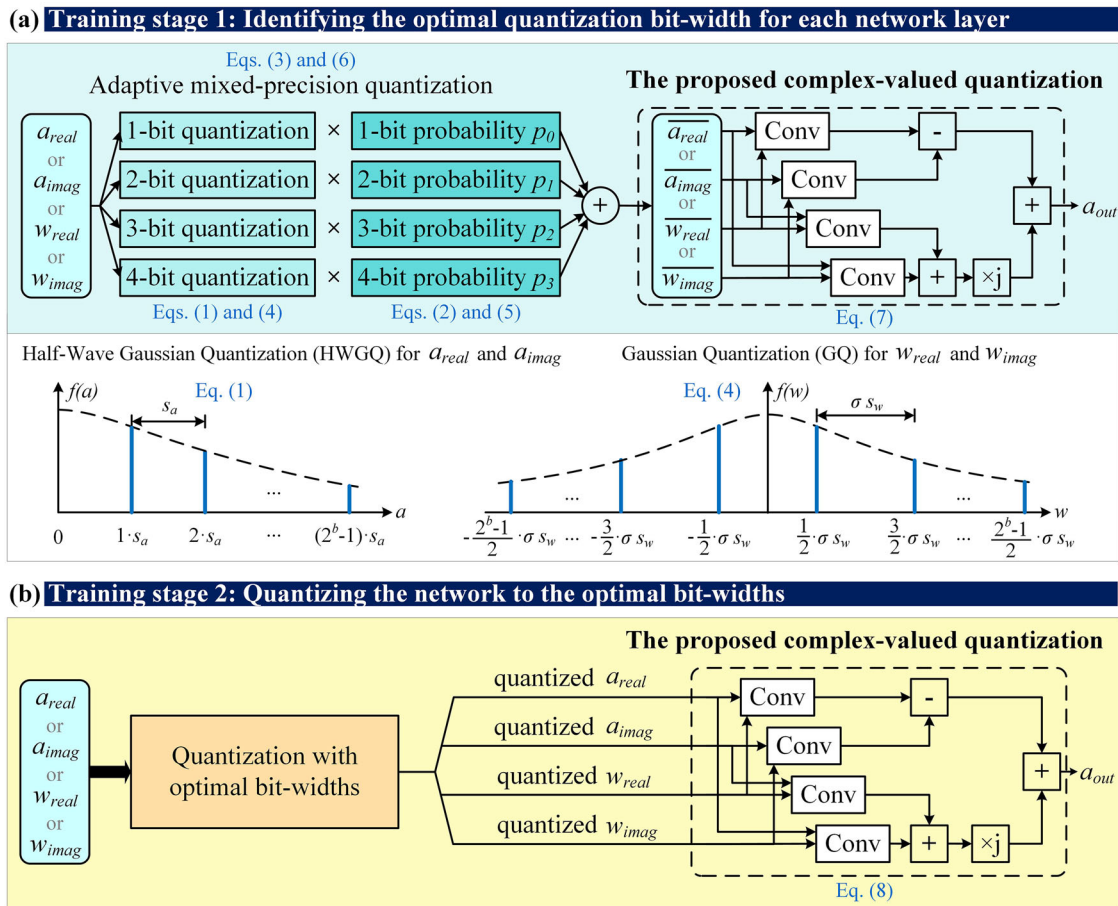 (a) Training stage 1: Identifying the optimal quantization bit-width for each network layer
Eqs. (3) and (6)
Adaptive mixed-precision quantization
The proposed complex-valued quantization
a_real
or
a_imag
or
w_real
or
w_imag
1-bit quantization × 1-bit probability p_0
2-bit quantization × 2-bit probability p_1
3-bit quantization × 3-bit probability p_2
4-bit quantization × 4-bit probability p_3
+
Eqs. (1) and (4)
Eqs. (2) and (5)
a̅_real
or
a̅_imag
or
w̅_real
or
w̅_imag
Conv
Conv
Conv
Conv
-
+
×j
+
a_out
Eq. (7)
Half-Wave Gaussian Quantization (HWGQ) for a_real and a_imag
f(a)
Eq. (1)
s_a
...
a
0
1·s_a
2·s_a
...
(2^b-1)·s_a
Gaussian Quantization (GQ) for w_real and w_imag
Eq. (4)
f(w)
σ s_w
...
...
w
-(2^b-1)/2 ·σ s_w
...
-3/2 ·σ s_w
-1/2 ·σ s_w
1/2 ·σ s_w
3/2 ·σ s_w
...
(2^b-1)/2 ·σ s_w
(b) Training stage 2: Quantizing the network to the optimal bit-widths
The proposed complex-valued quantization
a_real
or
a_imag
or
w_real
or
w_imag
Quantization with
optimal bit-widths
quantized a_real
quantized a_imag
quantized w_real
quantized w_imag
Conv
Conv
Conv
Conv
-
+
×j
+
a_out
Eq. (8)